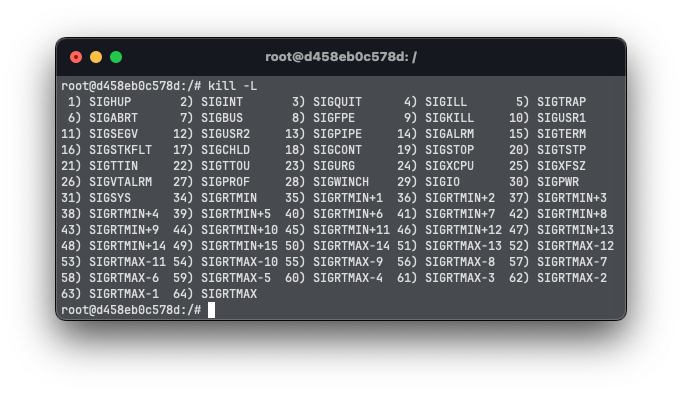 root@d458eb0c578d: /
root@d458eb0c578d:/# kill -L
 1) SIGHUP       2) SIGINT       3) SIGQUIT      4) SIGILL       5) SIGTRAP
 6) SIGABRT      7) SIGBUS       8) SIGFPE       9) SIGKILL     10) SIGUSR1
11) SIGSEGV     12) SIGUSR2     13) SIGPIPE     14) SIGALRM     15) SIGTERM
16) SIGSTKFLT   17) SIGCHLD     18) SIGCONT     19) SIGSTOP     20) SIGTSTP
21) SIGTTIN     22) SIGTTOU     23) SIGURG      24) SIGXCPU     25) SIGXFSZ
26) SIGVTALRM   27) SIGPROF     28) SIGWINCH    29) SIGIO       30) SIGPWR
31) SIGSYS      34) SIGRTMIN    35) SIGRTMIN+1  36) SIGRTMIN+2  37) SIGRTMIN+3
38) SIGRTMIN+4  39) SIGRTMIN+5  40) SIGRTMIN+6  41) SIGRTMIN+7  42) SIGRTMIN+8
43) SIGRTMIN+9  44) SIGRTMIN+10 45) SIGRTMIN+11 46) SIGRTMIN+12 47) SIGRTMIN+13
48) SIGRTMIN+14 49) SIGRTMIN+15 50) SIGRTMAX-14 51) SIGRTMAX-13 52) SIGRTMAX-12
53) SIGRTMAX-11 54) SIGRTMAX-10 55) SIGRTMAX-9  56) SIGRTMAX-8  57) SIGRTMAX-7
58) SIGRTMAX-6  59) SIGRTMAX-5  60) SIGRTMAX-4  61) SIGRTMAX-3  62) SIGRTMAX-2
63) SIGRTMAX-1  64) SIGRTMAX
root@d458eb0c578d:/#